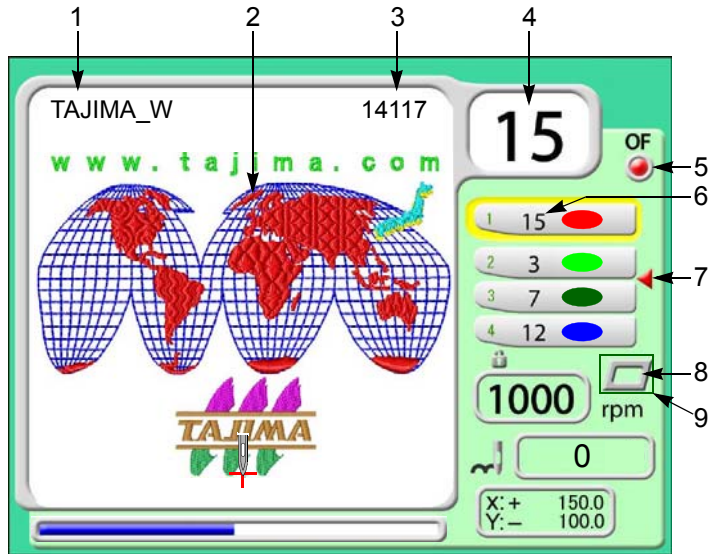 1 2 3 4
TAJIMA_W 14117
15
OF
5
www.tajima.com
6
1 15
2 3
7
3 7
4 12
8
1000
rpm
9
TAJIMA
0
X:+ 150.0
Y:− 100.0